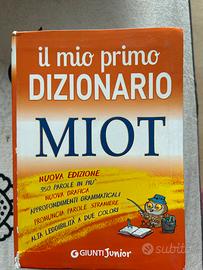 il mio primo
DIZIONARIO
MIOT
NUOVA EDIZIONE
950 PAROLE IN PIÙ
NUOVA GRAFICA
APPROFONDIMENTI GRAMMATICALI
PRONUNCIA PAROLE STRANIERE
ALTA LEGGIBILITÀ A DUE COLORI
GIUNTI Junior
subito